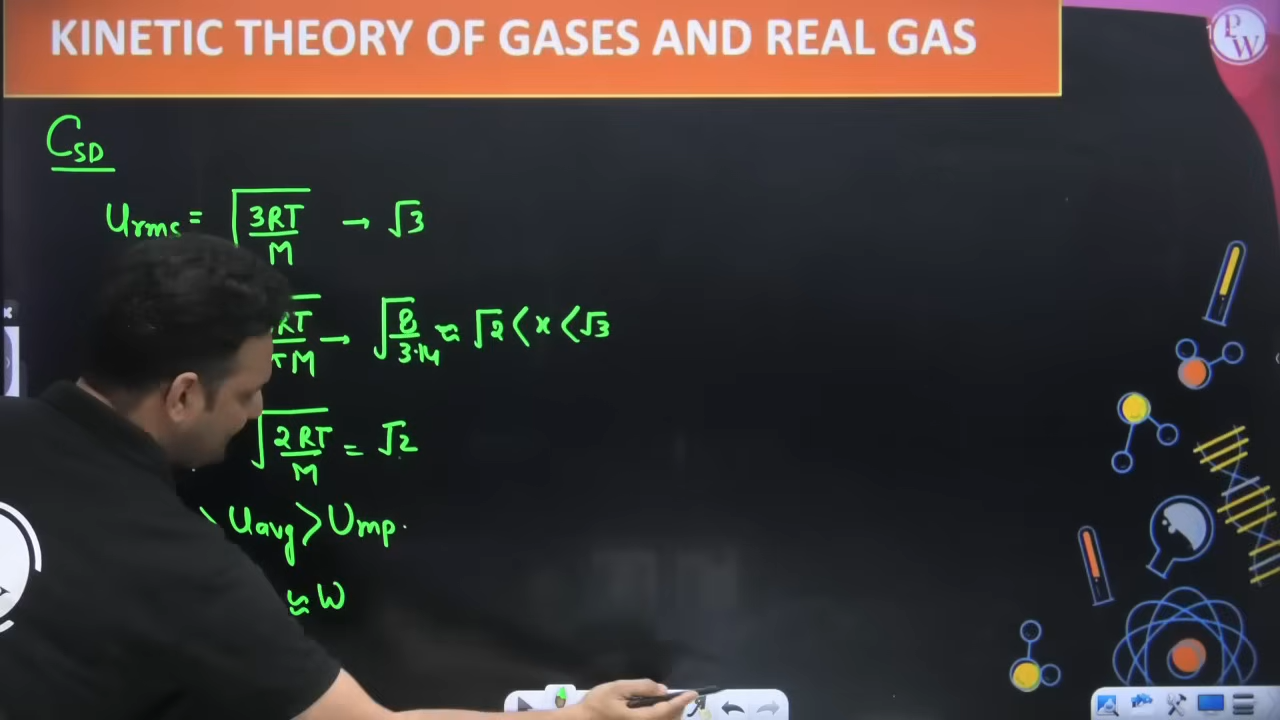 KINETIC THEORY OF GASES AND REAL GAS
PW
CSD
Urms = √3RT/M → √3
RT/πM → √8/3.14 ≈ √2 < x < √3
√2RT/M = √2
Uavg > Ump.
≈ W